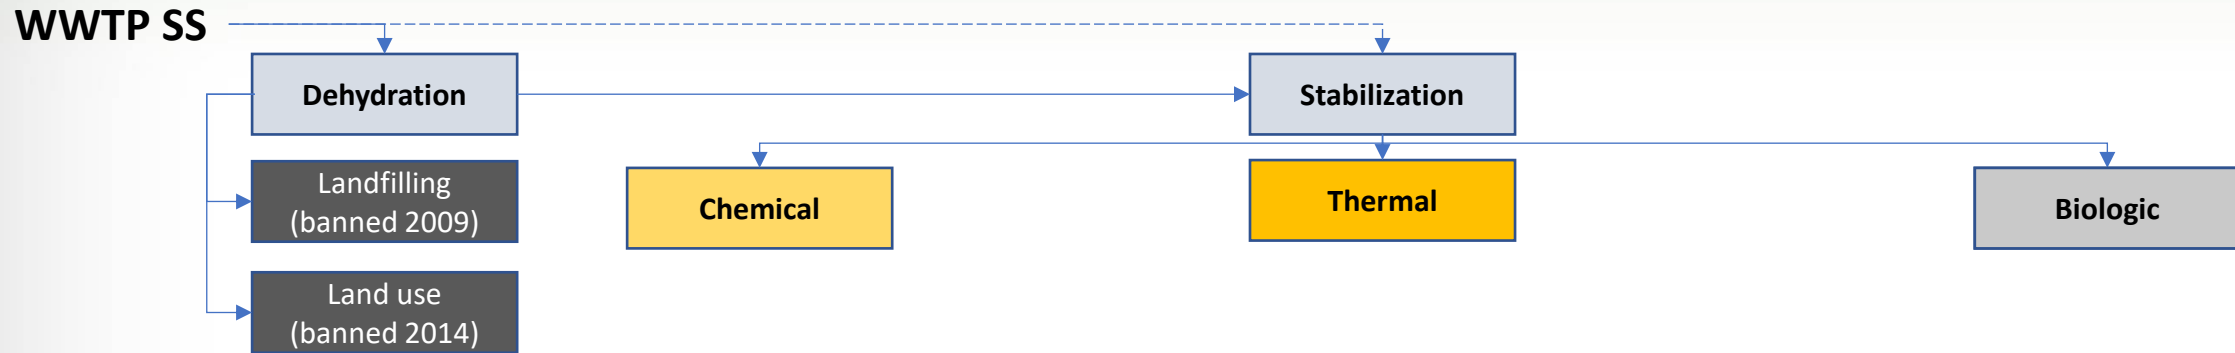 WWTP SS
Dehydration
Stabilization
Landfilling
(banned 2009)
Chemical
Thermal
Biologic
Land use
(banned 2014)